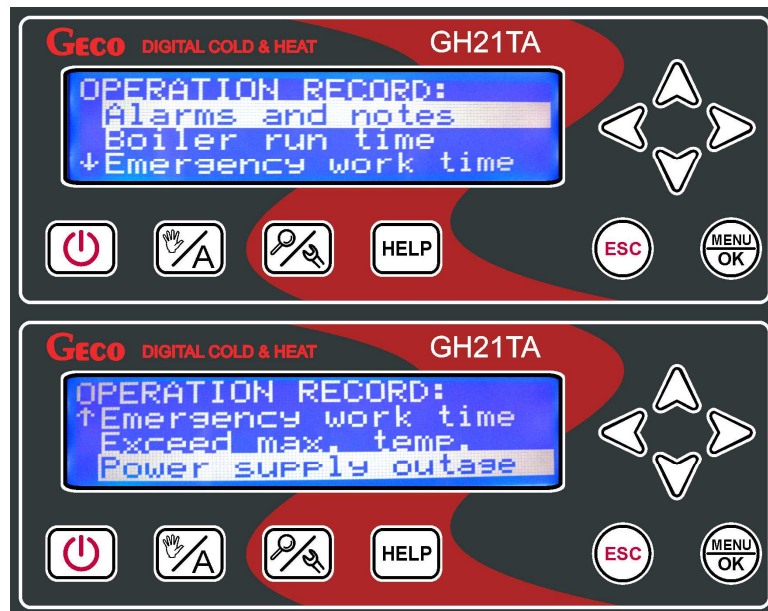 GECO DIGITAL COLD & HEAT GH21TA
OPERATION RECORD:
Alarms and notes
Boiler run time
↓Emergency work time
A HELP ESC MENU OK
GECO DIGITAL COLD & HEAT GH21TA
OPERATION RECORD:
↑Emergency work time
Exceed max. temp.
Power supply outage
A HELP ESC MENU OK